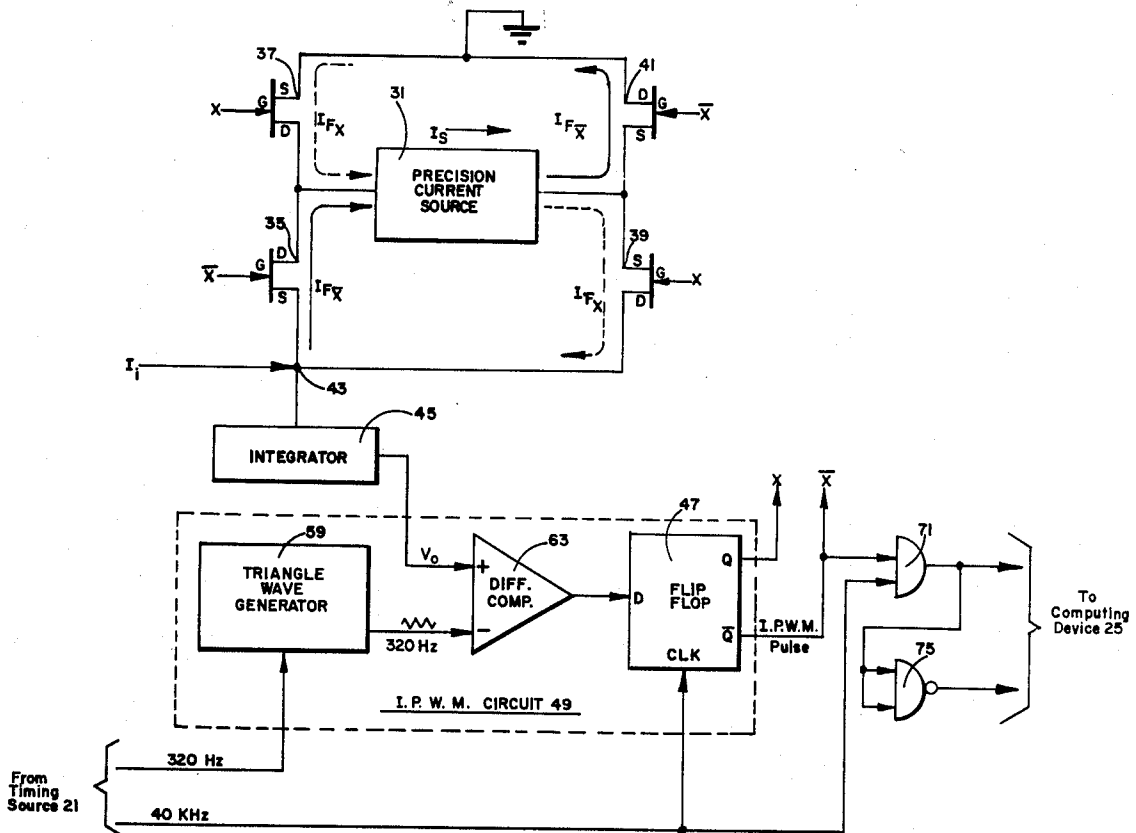 37
41
S
D
X
G
G
X̅
D
S
I_FX
31
I_S
I_FX̅
PRECISION
CURRENT
SOURCE
35
39
D
S
X̅
G
G
X
S
D
I_FX̅
I_FX
I_i
43
45
INTEGRATOR
X
X̅
59
47
63
71
TRIANGLE
WAVE
GENERATOR
V_o
+
DIFF.
COMP.
-
320 Hz
Q
D
FLIP
FLOP
Q̅
CLK
I.P.W.M.
Pulse
To
Computing
Device 25
75
I. P. W. M. CIRCUIT 49
From
Timing
Source 21
320 Hz
40 KHz